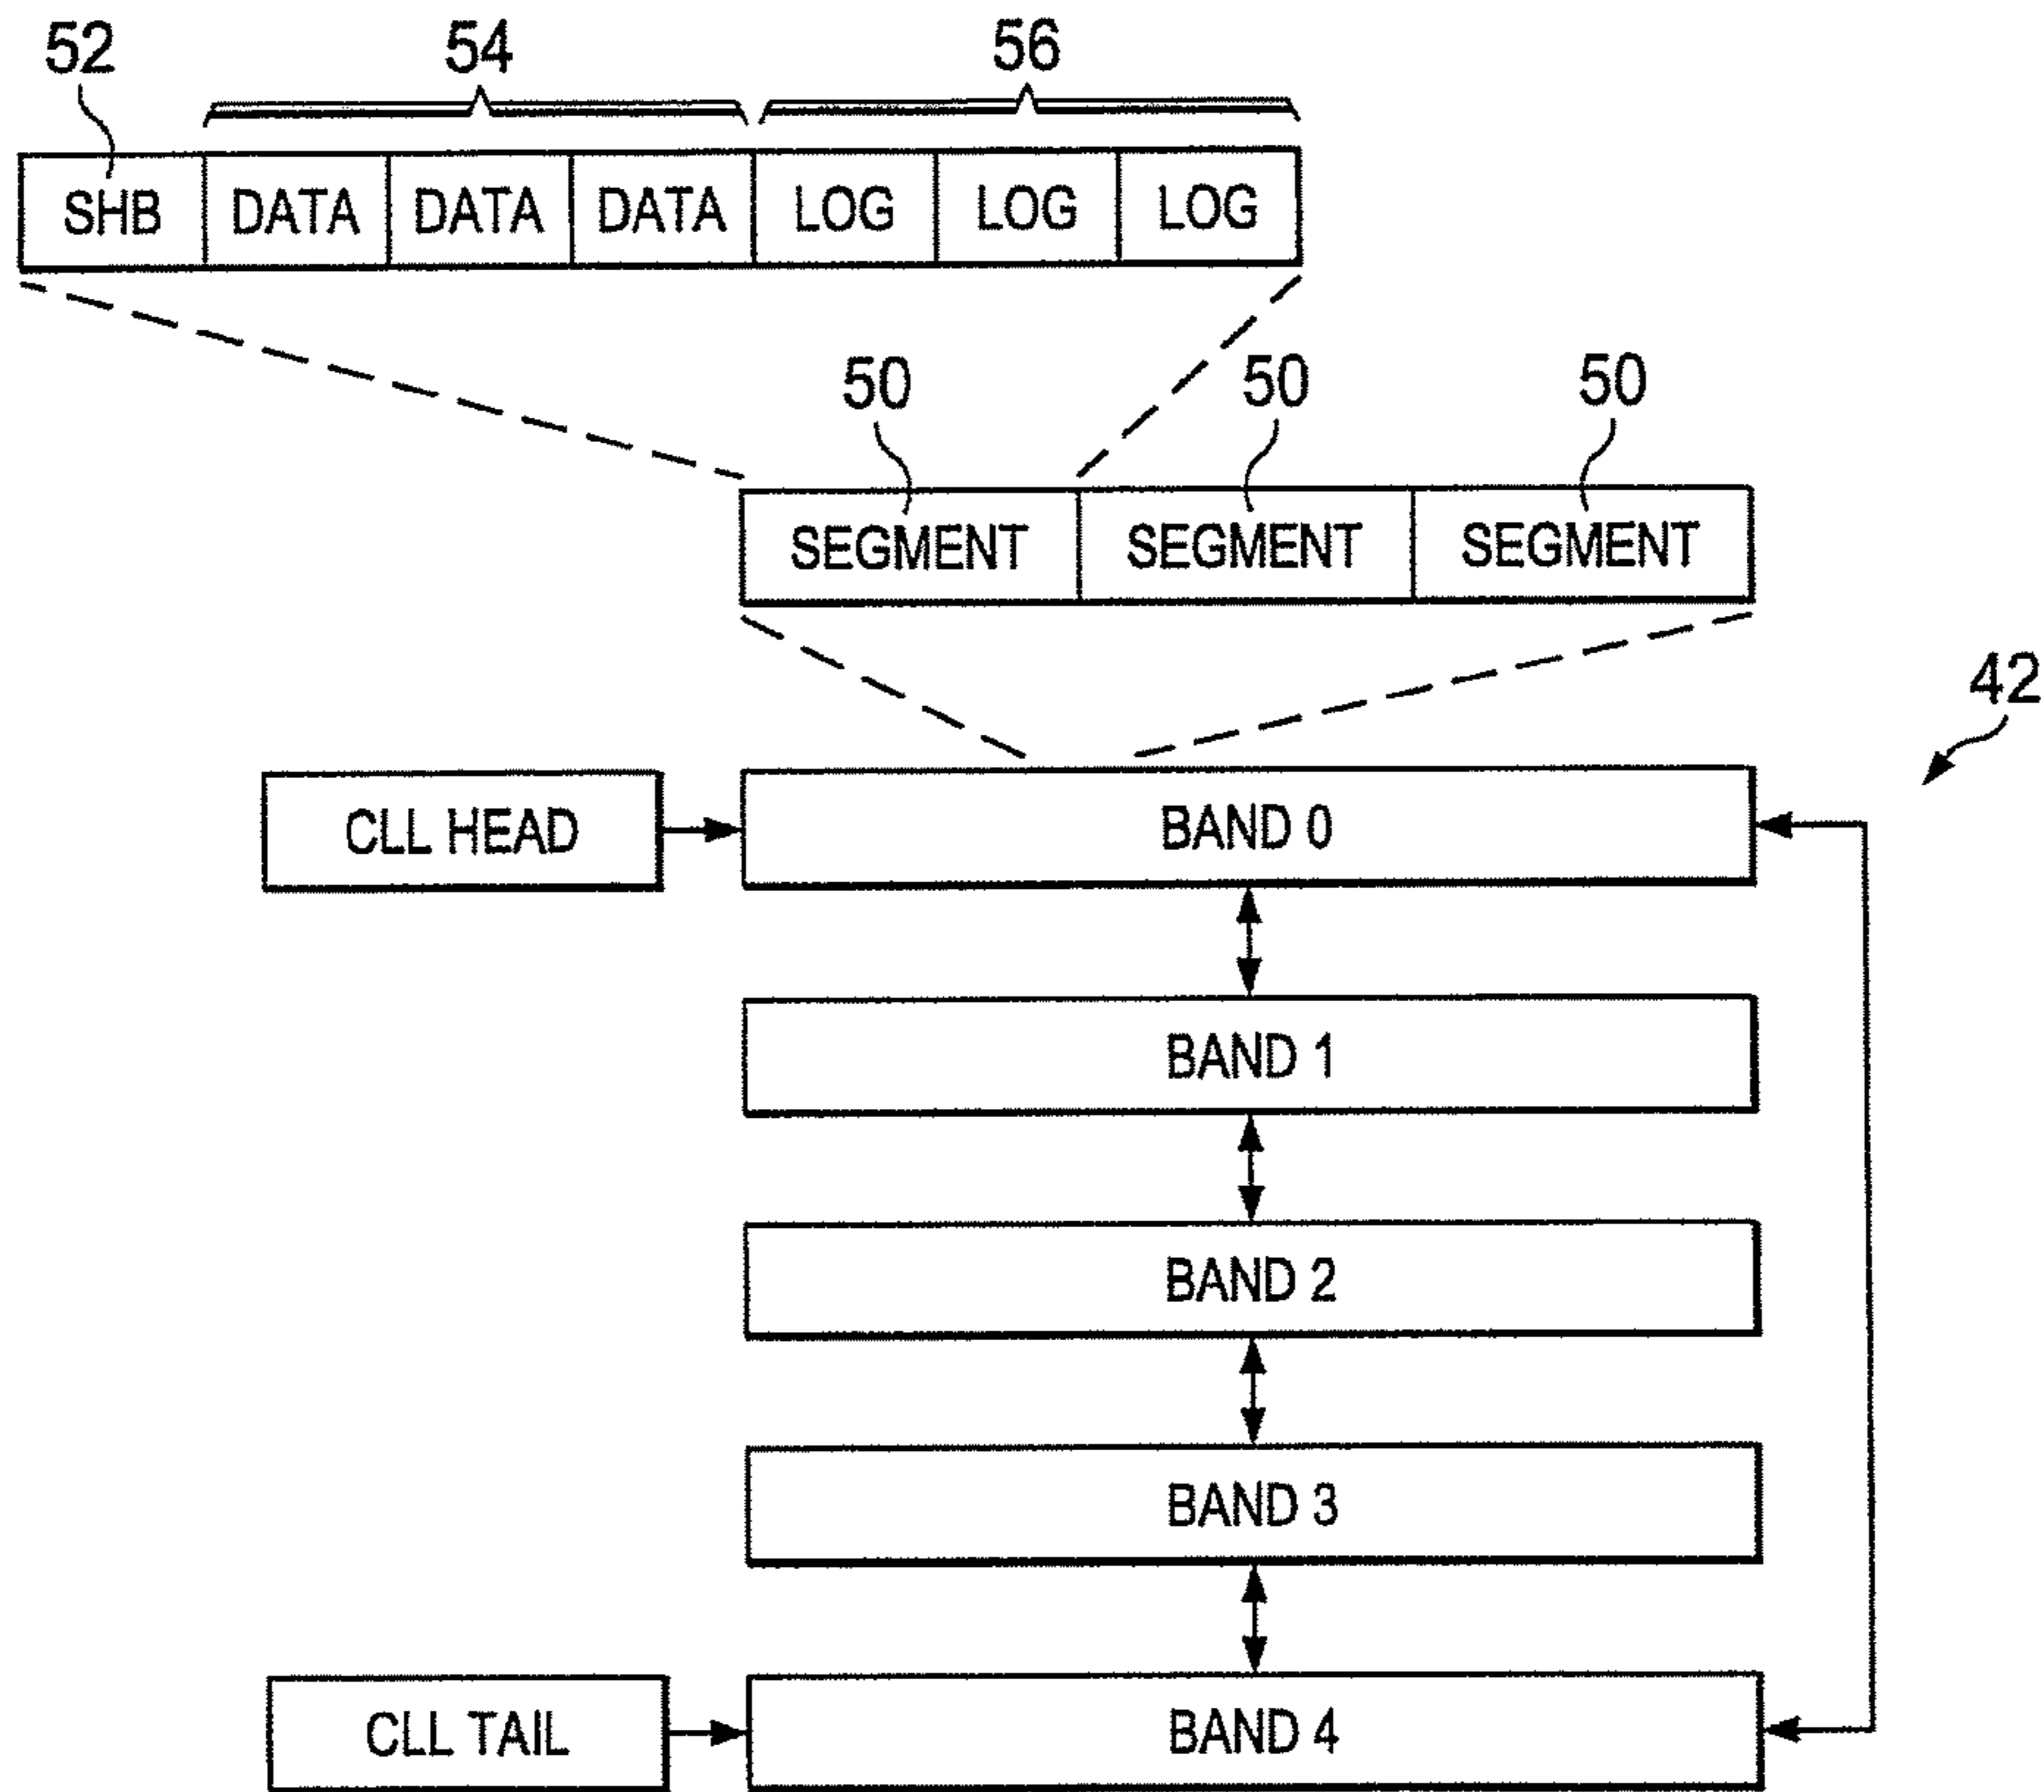 52 54 56
SHB DATA DATA DATA LOG LOG LOG
50 50 50
SEGMENT SEGMENT SEGMENT
42
CLL HEAD BAND 0
BAND 1
BAND 2
BAND 3
CLL TAIL BAND 4